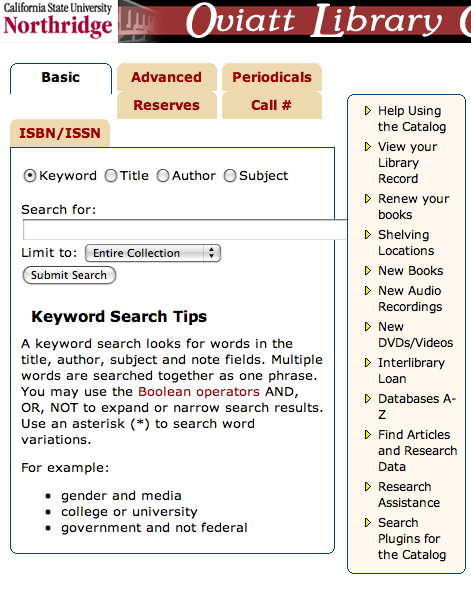 California State University
Northridge
Oviatt Library
Basic
Advanced
Periodicals
Reserves
Call #
ISBN/ISSN
Keyword Title Author Subject
Search for:
Limit to: Entire Collection
Submit Search
Keyword Search Tips
A keyword search looks for words in the
title, author, subject and note fields. Multiple
words are searched together as one phrase.
You may use the Boolean operators AND,
OR, NOT to expand or narrow search results.
Use an asterisk (*) to search word
variations.
For example:
• gender and media
• college or university
• government and not federal
Help Using
the Catalog
View your
Library
Record
Renew your
books
Shelving
Locations
New Books
New Audio
Recordings
New
DVDs/Videos
Interlibrary
Loan
Databases A-
Z
Find Articles
and Research
Data
Research
Assistance
Search
Plugins for
the Catalog